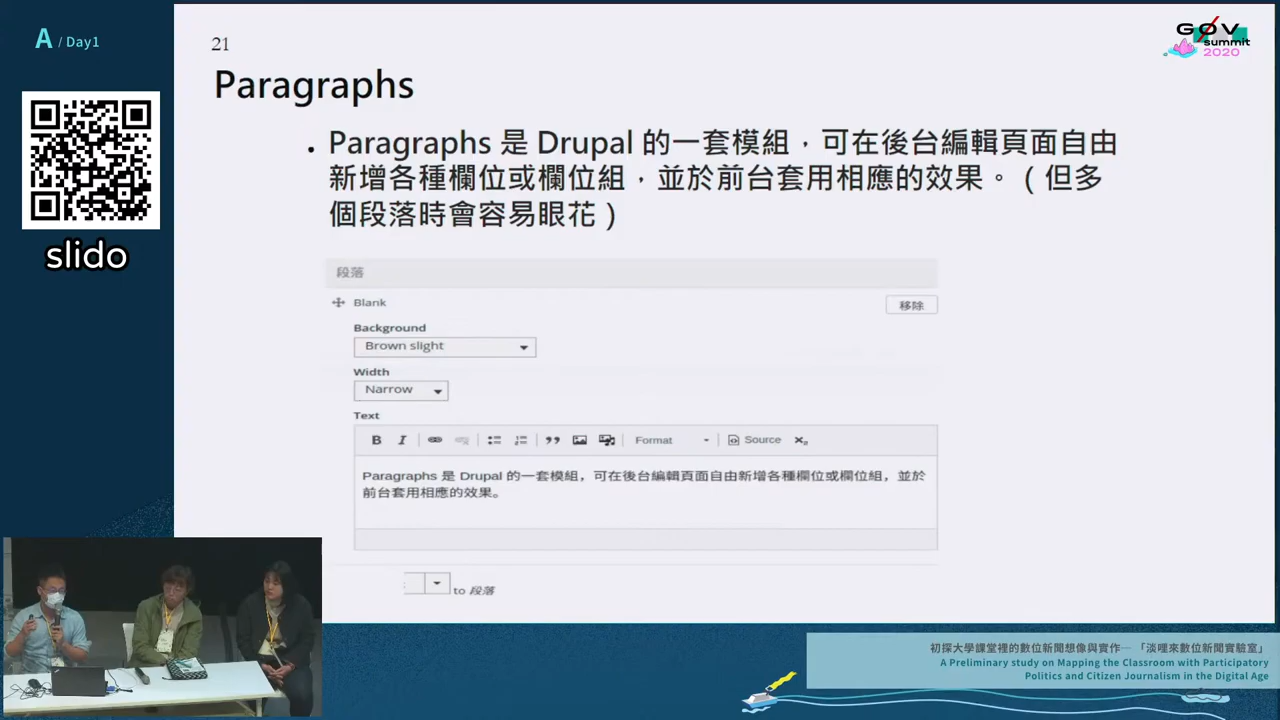 A / Day1
slido
21
GØV
summit
2020
Paragraphs
• Paragraphs 是 Drupal 的一套模組，可在後台編輯頁面自由
新增各種欄位或欄位組，並於前台套用相應的效果。（但多
個段落時會容易眼花）
段落
Blank
移除
Background
Brown slight
Width
Narrow
Text
B I Format Source
Paragraphs 是 Drupal 的一套模組，可在後台編輯頁面自由新增各種欄位或欄位組，並於
前台套用相應的效果。
to 段落
初探大學課堂裡的數位新聞想像與實作─ 「淡哩來數位新聞實驗室」
A Preliminary study on Mapping the Classroom with Participatory
Politics and Citizen Journalism in the Digital Age